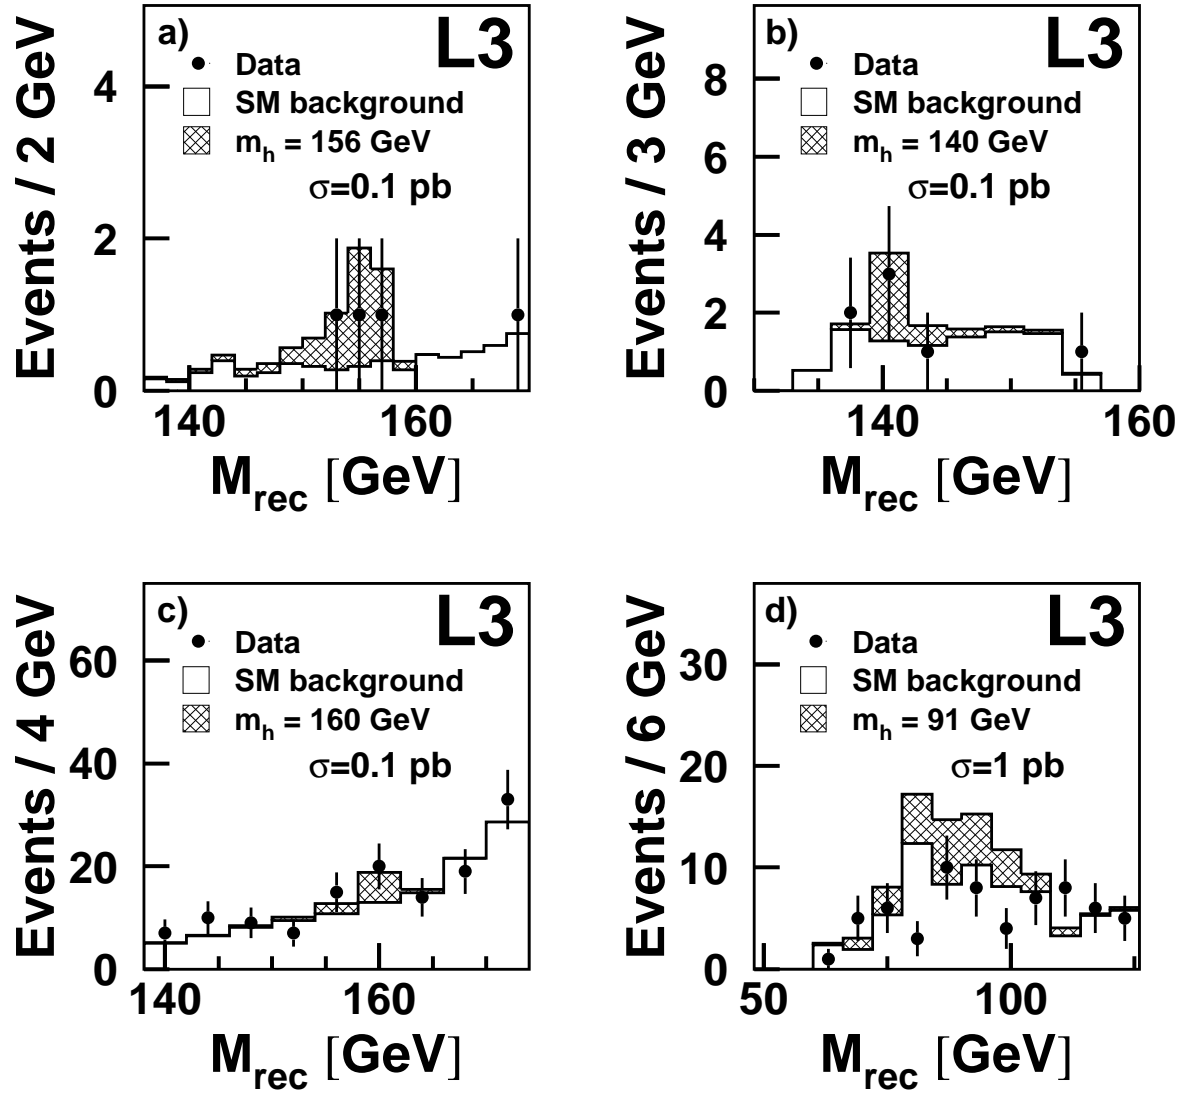 a)
L3
Data
SM background
m_h = 156 GeV
σ=0.1 pb
Events / 2 GeV
4
2
0
140
160
M_rec [GeV]
b)
L3
Data
SM background
m_h = 140 GeV
σ=0.1 pb
Events / 3 GeV
8
6
4
2
0
140
160
M_rec [GeV]
c)
L3
Data
SM background
m_h = 160 GeV
σ=0.1 pb
Events / 4 GeV
60
40
20
0
140
160
M_rec [GeV]
d)
L3
Data
SM background
m_h = 91 GeV
σ=1 pb
Events / 6 GeV
30
20
10
0
50
100
M_rec [GeV]